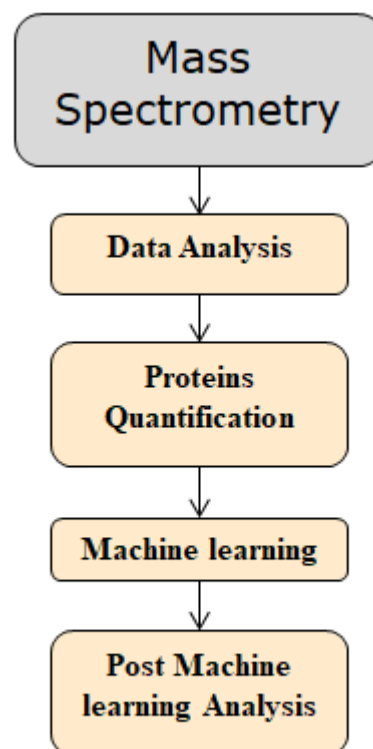 Mass
Spectrometry
Data Analysis
Proteins
Quantification
Machine learning
Post Machine
learning Analysis